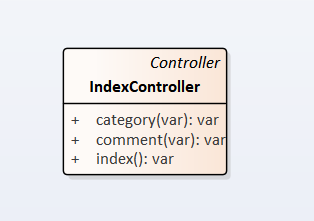 Controller
IndexController
+ category(var): var
+ comment(var): var
+ index(): var